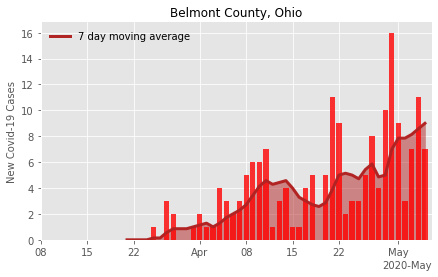 Belmont County, Ohio
7 day moving average
New Covid-19 Cases
16
14
12
10
8
6
4
2
0
08 15 22 Apr 08 15 22 May
2020-May